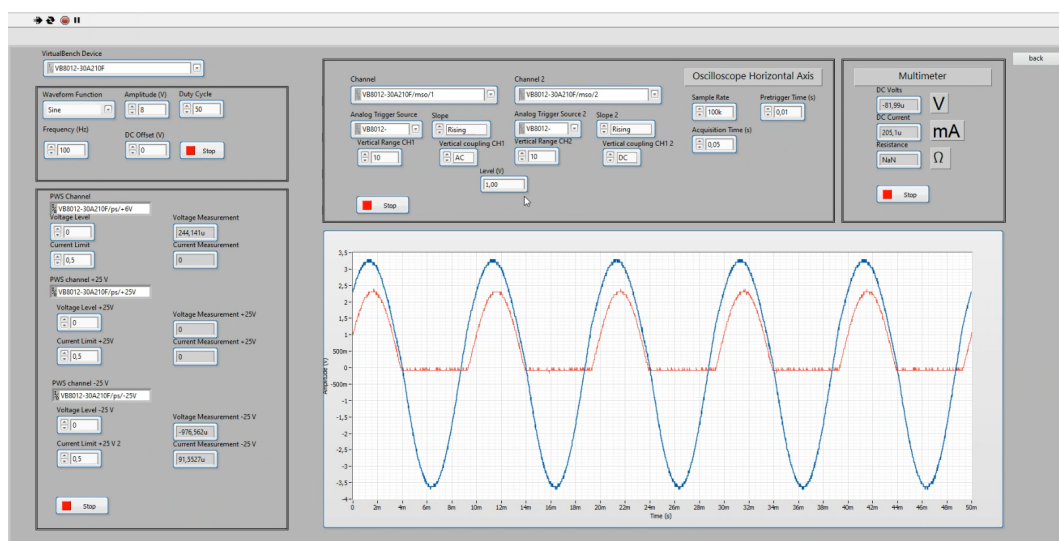 back
VirtualBench Device
VB8012-30A210F
Waveform Function Amplitude (V) Duty Cycle
Sine 8 50
Frequency (Hz) DC Offset (V)
100 0 Stop
PWS Channel
VB8012-30A210F/ps/+6V
Voltage Level Voltage Measurement
0 244,141u
Current Limit Current Measurement
0,5 0
PWS channel +25 V
VB8012-30A210F/ps/+25V
Voltage Level +25V Voltage Measurement +25V
0 0
Current Limit +25V Current Measurement +25V
0,5 0
PWS channel -25 V
VB8012-30A210F/ps/-25V
Voltage Level -25 V Voltage Measurement -25 V
0 -976,562u
Current Limit +25 V 2 Current Measurement -25 V
0,5 91,5527u
Stop
Channel Channel 2 Oscilloscope Horizontal Axis
VB8012-30A210F/mso/1 VB8012-30A210F/mso/2
Sample Rate Pretrigger Time (s)
100k 0,01
Analog Trigger Source Slope Analog Trigger Source 2 Slope 2
VB8012- Rising VB8012- Rising
Acquisition Time (s)
0,05
Vertical Range CH1 Vertical coupling CH1 Vertical Range CH2 Vertical coupling CH1 2
10 AC 10 DC
Level (V)
1,00
Stop
Multimeter
DC Volts
-81,99u V
DC Current
205,1u mA
Resistance
NaN Ω
Stop
3,5
3
2,5
2
1,5
1
500m
0
-500m
-1
-1,5
-2
-2,5
-3
-3,5
-4
Amplitude (V)
0 2m 4m 6m 8m 10m 12m 14m 16m 18m 20m 22m 24m 26m 28m 30m 32m 34m 36m 38m 40m 42m 44m 46m 48m 50m
Time (s)